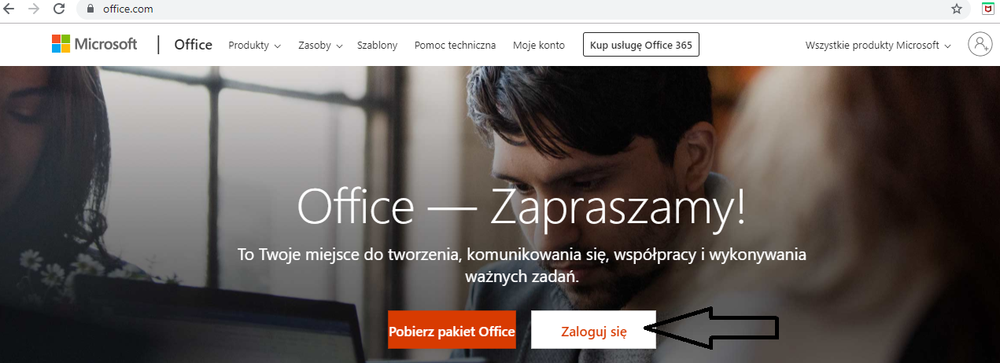 office.com
Microsoft | Office Produkty Zasoby Szablony Pomoc techniczna Moje konto Kup usługę Office 365 Wszystkie produkty Microsoft
Office — Zapraszamy!
To Twoje miejsce do tworzenia, komunikowania się, współpracy i wykonywania
ważnych zadań.
Pobierz pakiet Office Zaloguj się